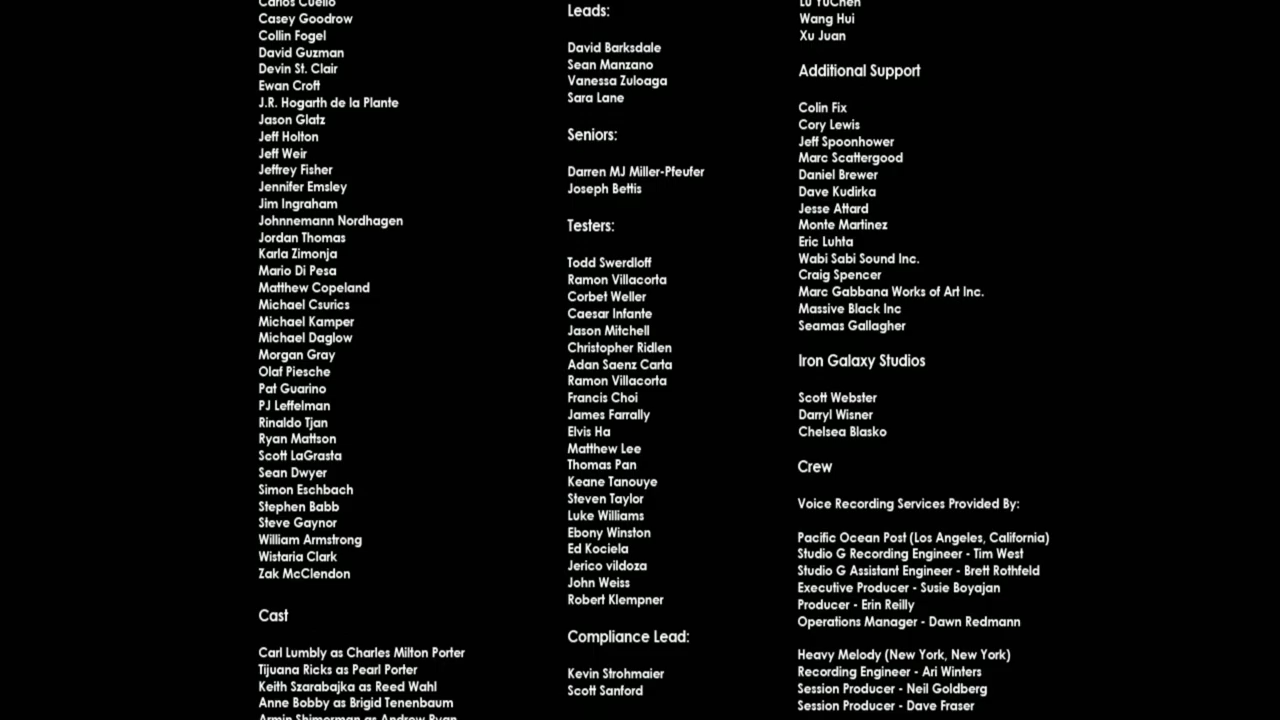 Carlos Cuello
Casey Goodrow
Collin Fogel
David Guzman
Devin St. Clair
Ewan Croft
J.R. Hogarth de la Plante
Jason Glatz
Jeff Holton
Jeff Weir
Jeffrey Fisher
Jennifer Emsley
Jim Ingraham
Johnnemann Nordhagen
Jordan Thomas
Karla Zimonja
Mario Di Pesa
Matthew Copeland
Michael Csurics
Michael Kamper
Michael Daglow
Morgan Gray
Olaf Piesche
Pat Guarino
PJ Leffelman
Rinaldo Tjan
Ryan Mattson
Scott LaGrasta
Sean Dwyer
Simon Eschbach
Stephen Babb
Steve Gaynor
William Armstrong
Wistaria Clark
Zak McClendon
Cast
Carl Lumbly as Charles Milton Porter
Tijuana Ricks as Pearl Porter
Keith Szarabajka as Reed Wahl
Anne Bobby as Brigid Tenenbaum
Armin Shimerman as Andrew Ryan
Leads:
David Barksdale
Sean Manzano
Vanessa Zuloaga
Sara Lane
Seniors:
Darren MJ Miller-Pfeufer
Joseph Bettis
Testers:
Todd Swerdloff
Ramon Villacorta
Corbet Weller
Caesar Infante
Jason Mitchell
Christopher Ridlen
Adan Saenz Carta
Ramon Villacorta
Francis Choi
James Farrally
Elvis Ha
Matthew Lee
Thomas Pan
Keane Tanouye
Steven Taylor
Luke Williams
Ebony Winston
Ed Kociela
Jerico vildoza
John Weiss
Robert Klempner
Compliance Lead:
Kevin Strohmaier
Scott Sanford
Lu YuChen
Wang Hui
Xu Juan
Additional Support
Colin Fix
Cory Lewis
Jeff Spoonhower
Marc Scattergood
Daniel Brewer
Dave Kudirka
Jesse Attard
Monte Martinez
Eric Luhta
Wabi Sabi Sound Inc.
Craig Spencer
Marc Gabbana Works of Art Inc.
Massive Black Inc
Seamas Gallagher
Iron Galaxy Studios
Scott Webster
Darryl Wisner
Chelsea Blasko
Crew
Voice Recording Services Provided By:
Pacific Ocean Post (Los Angeles, California)
Studio G Recording Engineer - Tim West
Studio G Assistant Engineer - Brett Rothfeld
Executive Producer - Susie Boyajan
Producer - Erin Reilly
Operations Manager - Dawn Redmann
Heavy Melody (New York, New York)
Recording Engineer - Ari Winters
Session Producer - Neil Goldberg
Session Producer - Dave Fraser